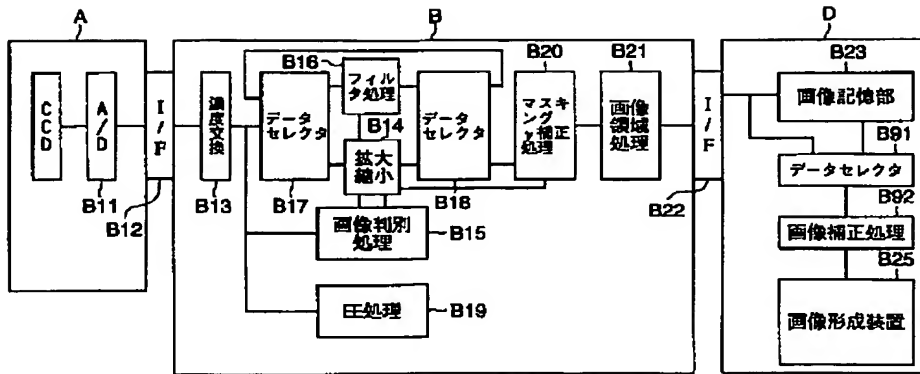 A
B
D
CCD
A/D
B11
I/F
B12
濃度交換
B13
データ
セレクタ
B17
B16
フィル
タ処理
B14
拡大
縮小
データ
セレクタ
B18
画像判別
処理
B15
圧処理
B19
B20
マスキ
ング
γ補正
処理
B21
画像
領域
処理
I/F
B22
B23
画像記憶部
B91
データセレクタ
B92
画像補正処理
B25
画像形成装置